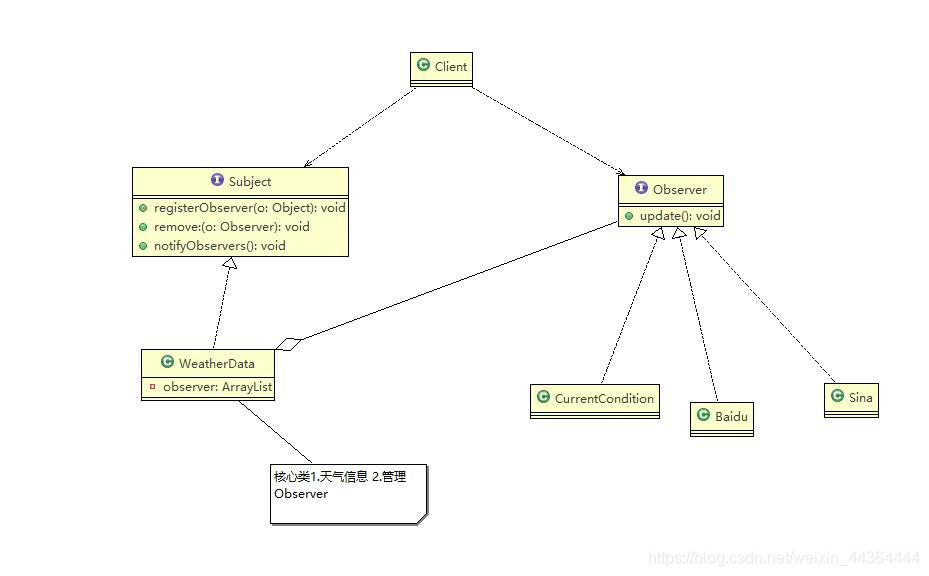 Client
Subject
registerObserver(o: Object): void
remove:(o: Observer): void
notifyObservers(): void
Observer
update(): void
WeatherData
observer: ArrayList
CurrentCondition
Baidu
Sina
核心类1.天气信息 2.管理
Observer
https://blog.csdn.net/weixin_44364444